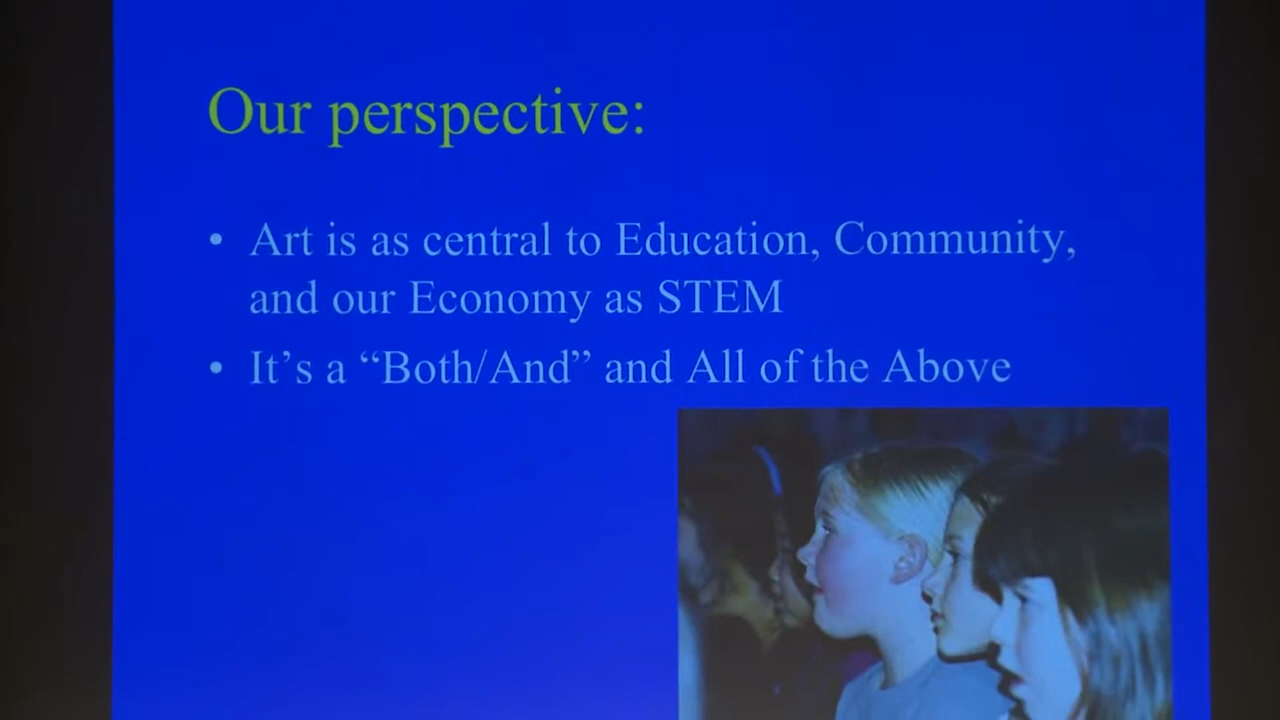 Our perspective:
• Art is as central to Education, Community,
and our Economy as STEM
• It’s a “Both/And” and All of the Above